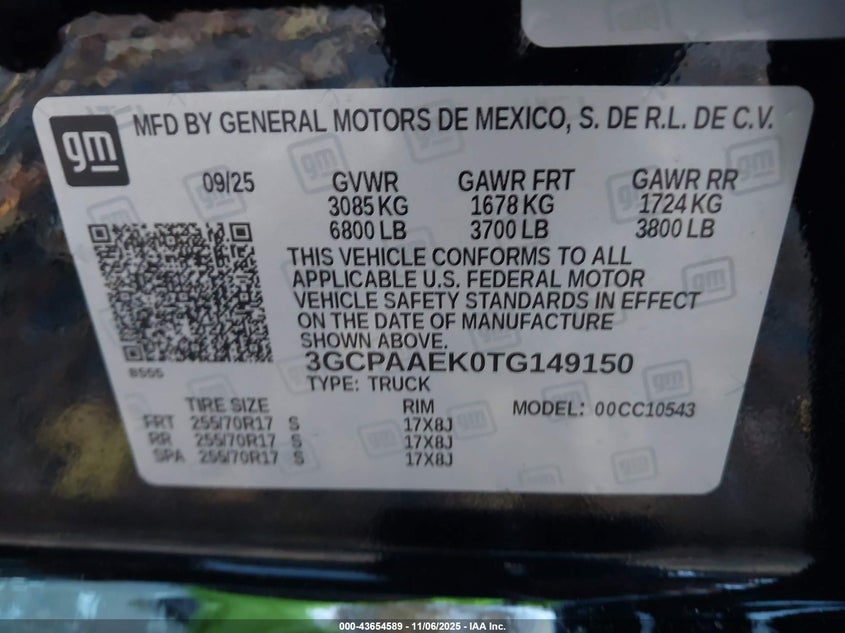 gm MFD BY GENERAL MOTORS DE MEXICO, S. DE R.L. DE C.V.
09/25 GVWR GAWR FRT GAWR RR
3085 KG 1678 KG 1724 KG
6800 LB 3700 LB 3800 LB
THIS VEHICLE CONFORMS TO ALL
APPLICABLE U.S. FEDERAL MOTOR
VEHICLE SAFETY STANDARDS IN EFFECT
ON THE DATE OF MANUFACTURE
SHOWN ABOVE.
3GCPAAEK0TG149150
TYPE: TRUCK
TIRE SIZE RIM MODEL: 00CC10543
FRT 255/70R17 S 17X8J
RR 255/70R17 S 17X8J
SPA 255/70R17 S 17X8J
000-43654589 - 11/06/2025 - IAA Inc.